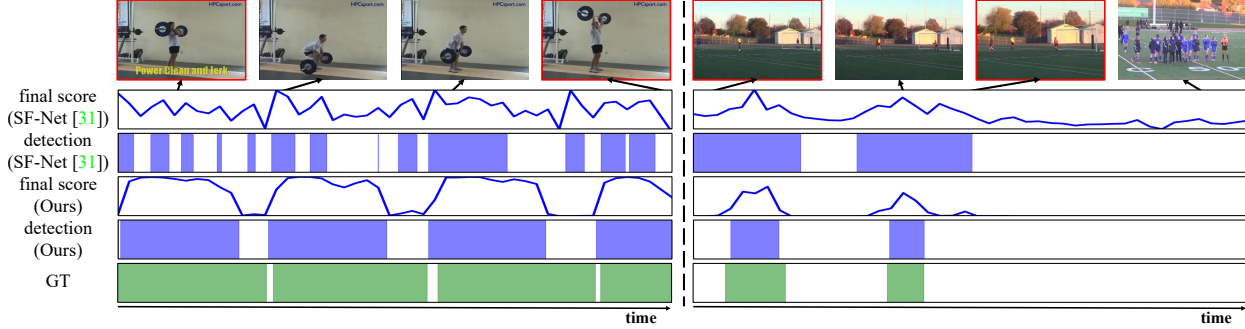 HPCsport.com
HPCsport.com
HPCsport.com
HPCsport.com
Power Clean and Jerk
final score
(SF-Net [31])
detection
(SF-Net [31])
final score
(Ours)
detection
(Ours)
GT
time
time